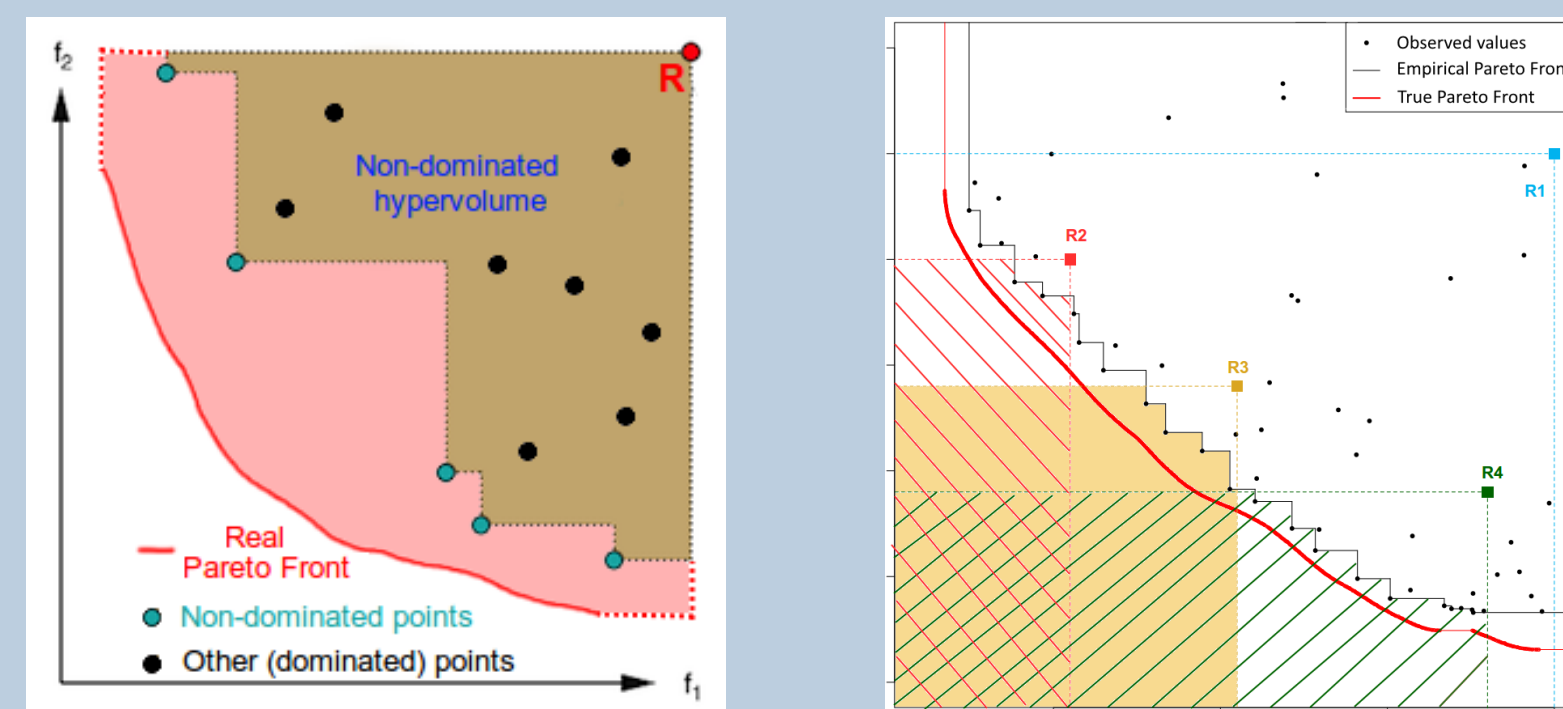 f2
R
Non-dominated
hypervolume
Real
Pareto Front
Non-dominated points
Other (dominated) points
f1
Observed values
Empirical Pareto Fron
True Pareto Front
R1
R2
R3
R4